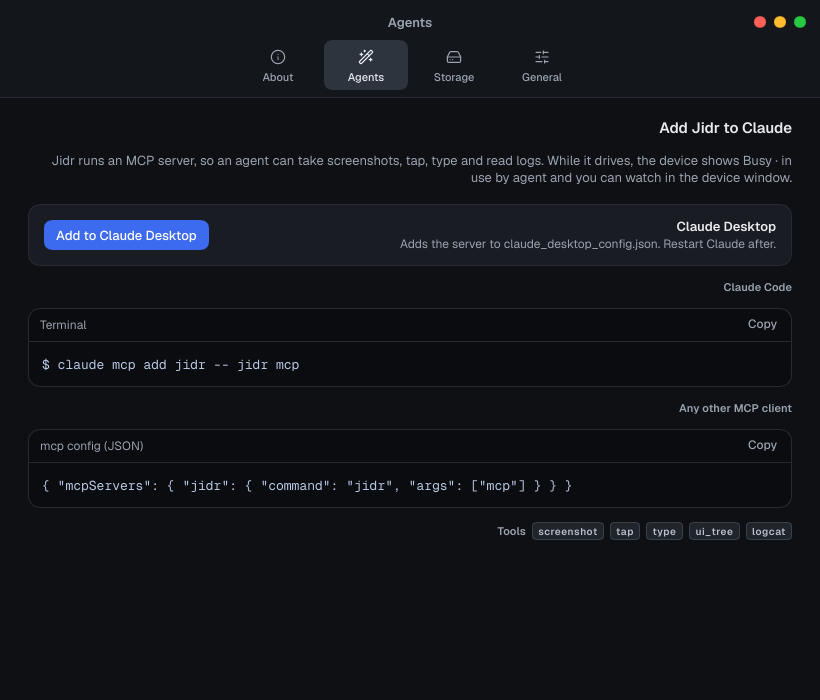 Agents
About
Agents
Storage
General
Add Jidr to Claude
Jidr runs an MCP server, so an agent can take screenshots, tap, type and read logs. While it drives, the device shows Busy · in
use by agent and you can watch in the device window.
Add to Claude Desktop
Claude Desktop
Adds the server to claude_desktop_config.json. Restart Claude after.
Claude Code
Terminal
Copy
$ claude mcp add jidr -- jidr mcp
Any other MCP client
mcp config (JSON)
Copy
{ "mcpServers": { "jidr": { "command": "jidr", "args": ["mcp"] } } }
Tools screenshot tap type ui_tree logcat